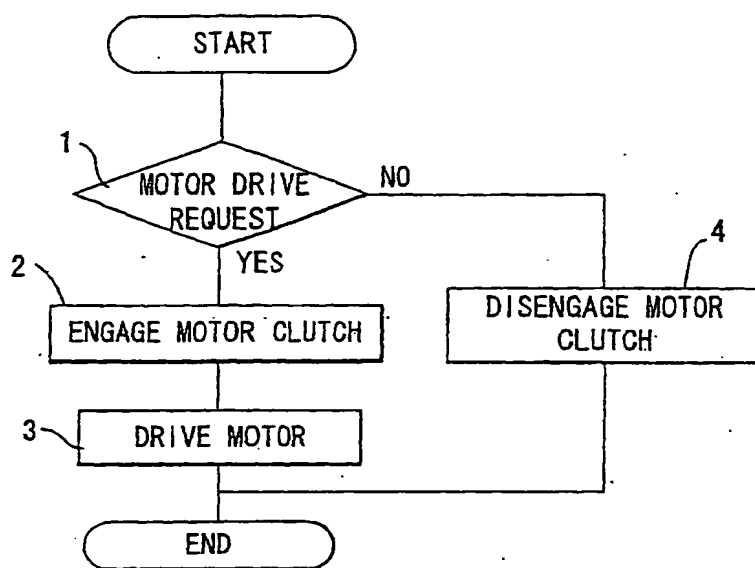 START
1
MOTOR DRIVE
REQUEST
NO
YES
2
ENGAGE MOTOR CLUTCH
4
DISENGAGE MOTOR
CLUTCH
3
DRIVE MOTOR
END